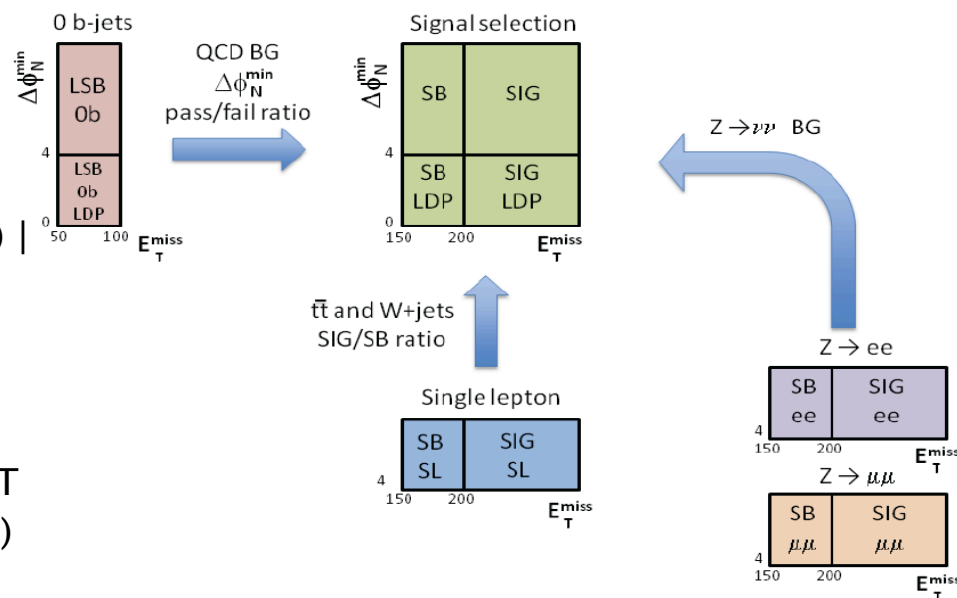 0 b-jets
Δϕ_N^min
LSB
0b
4
LSB
0b
LDP
0
50 100
E_T^miss
QCD BG
Δϕ_N^min
pass/fail ratio
Signal selection
Δϕ_N^min
SB SIG
4
SB SIG
LDP LDP
0
150 200
E_T^miss
Z →νν BG
) |
tt̄ and W+jets
SIG/SB ratio
Single lepton
SB SIG
SL SL
4
150 200
E_T^miss
Z → ee
SB SIG
ee ee
4
150 200
E_T^miss
Z → μμ
SB SIG
μμ μμ
4
150 200
E_T^miss
T
)